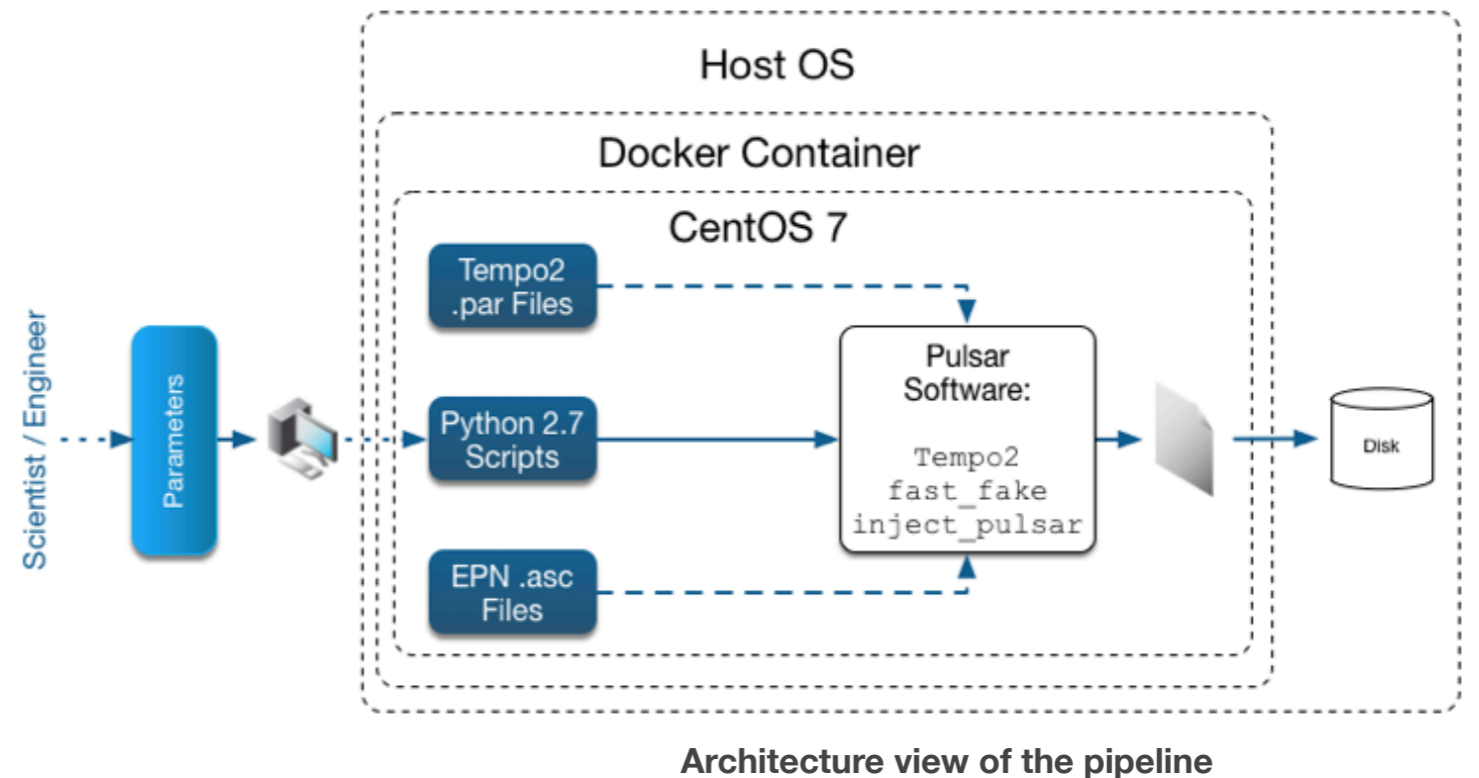 Host OS
Docker Container
CentOS 7
Scientist / Engineer
Parameters
Tempo2
.par Files
Python 2.7
Scripts
EPN .asc
Files
Pulsar
Software:
Tempo2
fast_fake
inject_pulsar
Disk
Architecture view of the pipeline